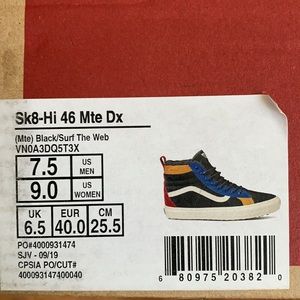 Sk8-Hi 46 Mte Dx
(Mte) Black/Surf The Web
VN0A3DQ5T3X
7.5 US MEN
9.0 US WOMEN
UK EUR CM
6.5 40.0 25.5
PO#4000931474
SJV - 09/19
CPSIA PO/CUT#
400093147400040
6 80975 20382 0